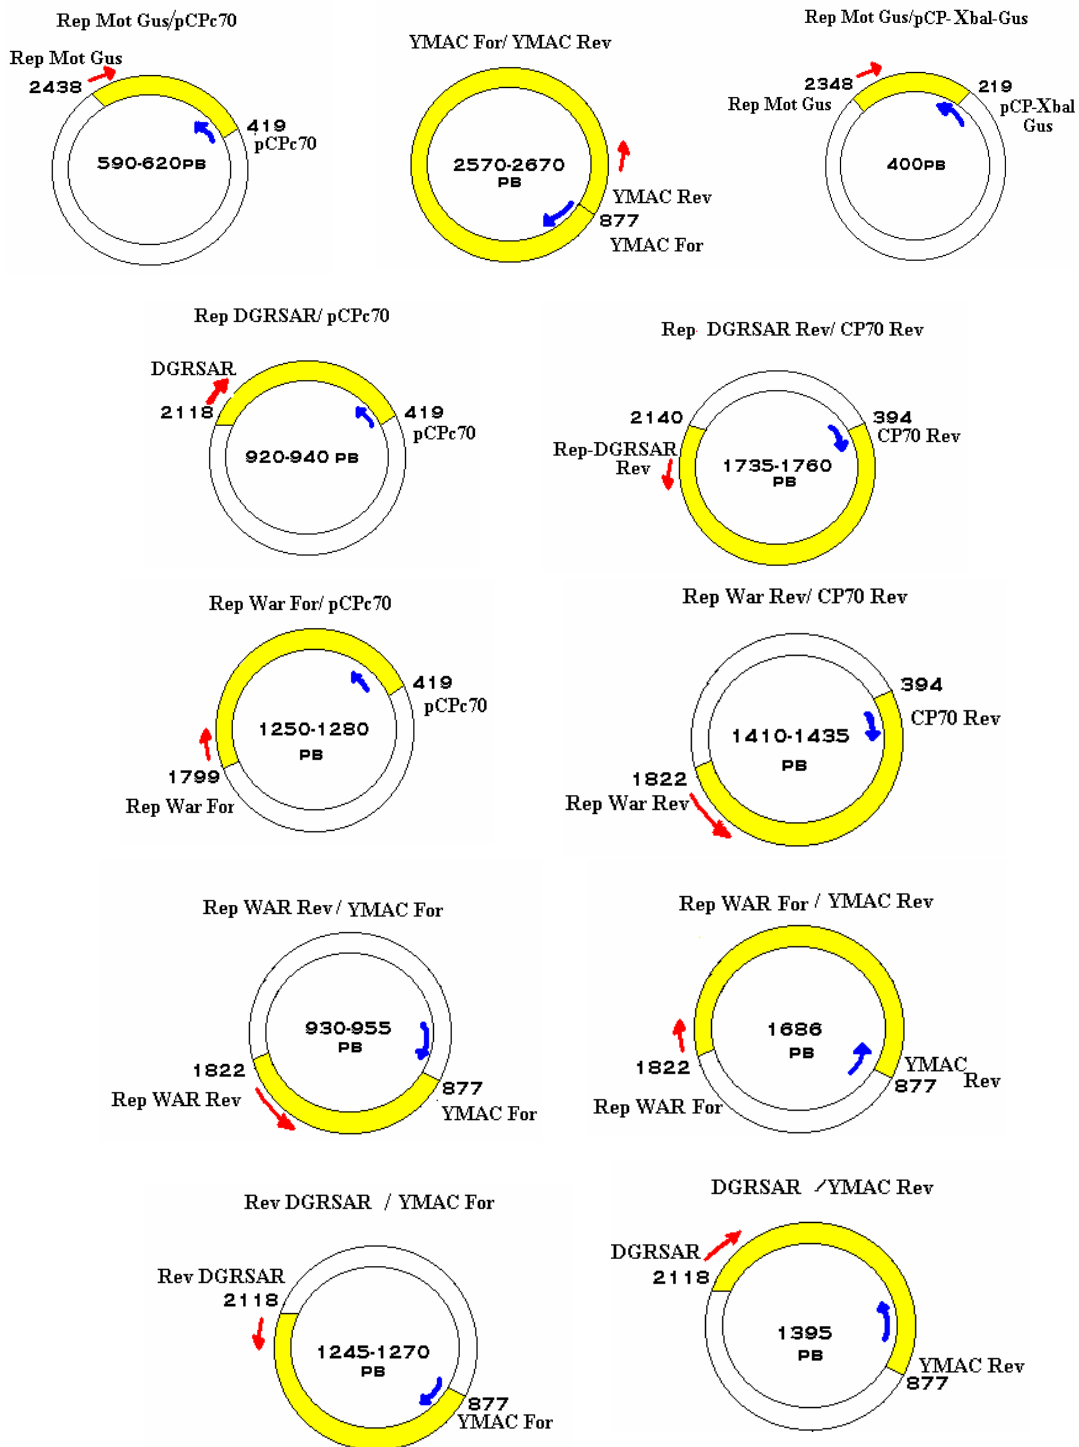 Rep Mot Gus/pCPc70
Rep Mot Gus
2438
419
pCPc70
590-620PB
YMAC For/ YMAC Rev
2570-2670
PB
YMAC Rev
877
YMAC For
Rep Mot Gus/pCP-Xbal-Gus
2348
Rep Mot Gus
219
pCP-Xbal
Gus
400PB
Rep DGRSAR/ pCPc70
DGRSAR
2118
419
pCPc70
920-940 PB
Rep DGRSAR Rev/ CP70 Rev
2140
Rep-DGRSAR
Rev
394
CP70 Rev
1735-1760
PB
Rep War For/ pCPc70
419
pCPc70
1250-1280
PB
1799
Rep War For
Rep War Rev/ CP70 Rev
394
CP70 Rev
1410-1435
PB
1822
Rep War Rev
Rep WAR Rev / YMAC For
930-955
PB
1822
Rep WAR Rev
877
YMAC For
Rep WAR For / YMAC Rev
1686
PB
1822
Rep WAR For
YMAC
Rev
877
Rev DGRSAR / YMAC For
Rev DGRSAR
2118
1245-1270
PB
877
YMAC For
DGRSAR /YMAC Rev
DGRSAR
2118
1395
PB
YMAC Rev
877